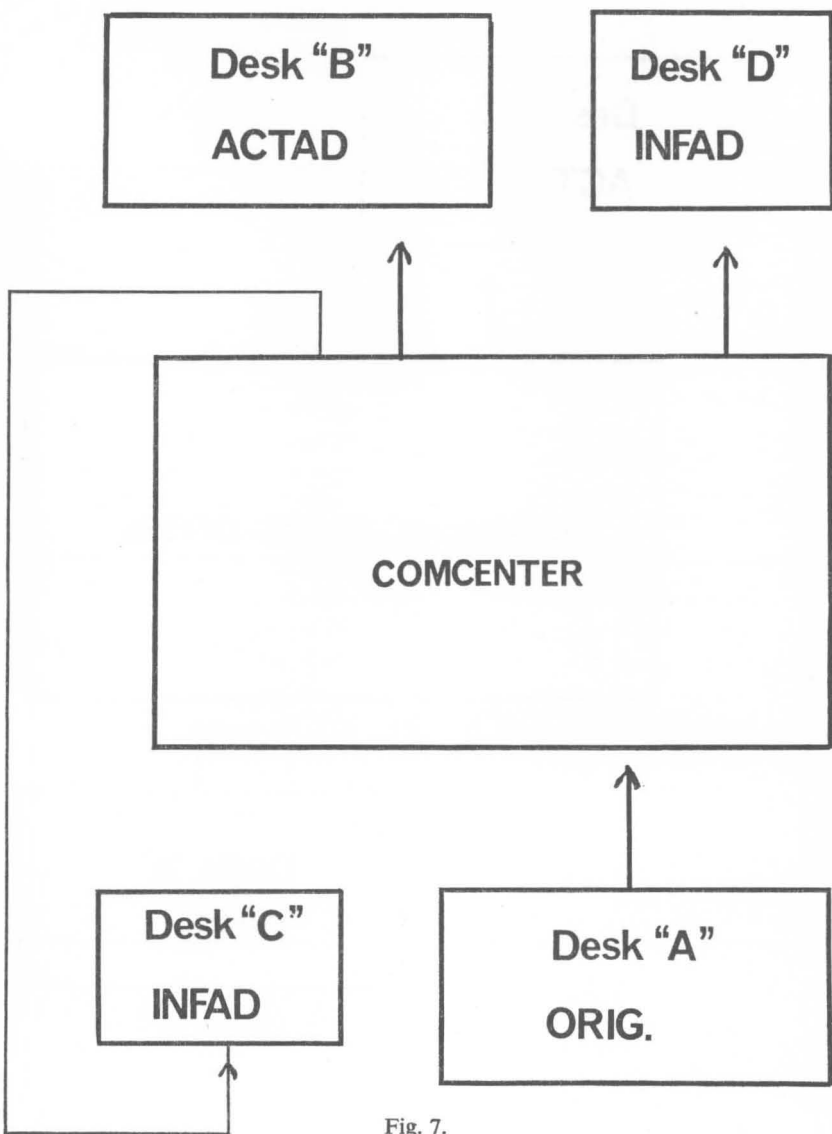 Desk “B”
ACTAD
Desk “D”
INFAD
COMCENTER
Desk “C”
INFAD
Desk “A”
ORIG.
Fig. 7.